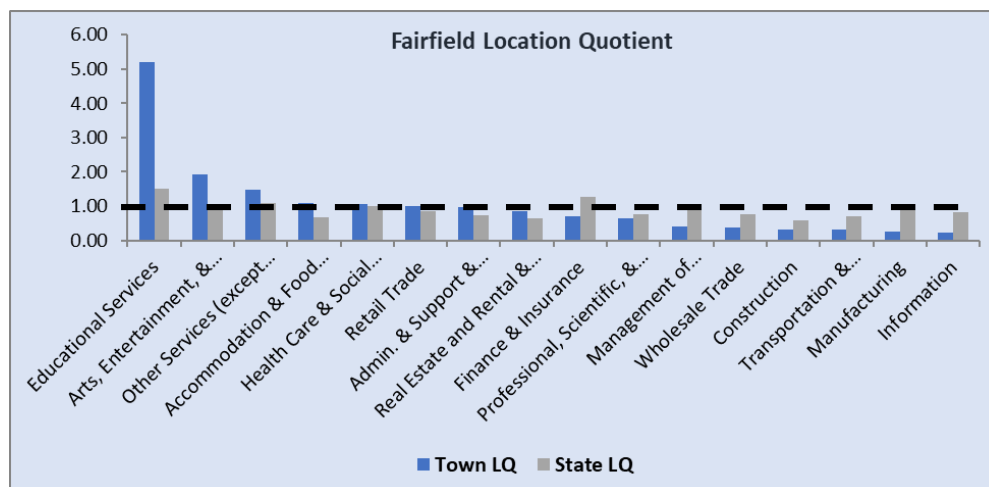 Fairfield Location Quotient
6.00
5.00
4.00
3.00
2.00
1.00
0.00
Educational Services
Arts, Entertainment, &...
Other Services (except...
Accommodation & Food...
Health Care & Social...
Retail Trade
Admin. & Support &...
Real Estate and Rental &...
Finance & Insurance
Professional, Scientific, &...
Management of...
Wholesale Trade
Construction
Transportation &...
Manufacturing
Information
Town LQ State LQ